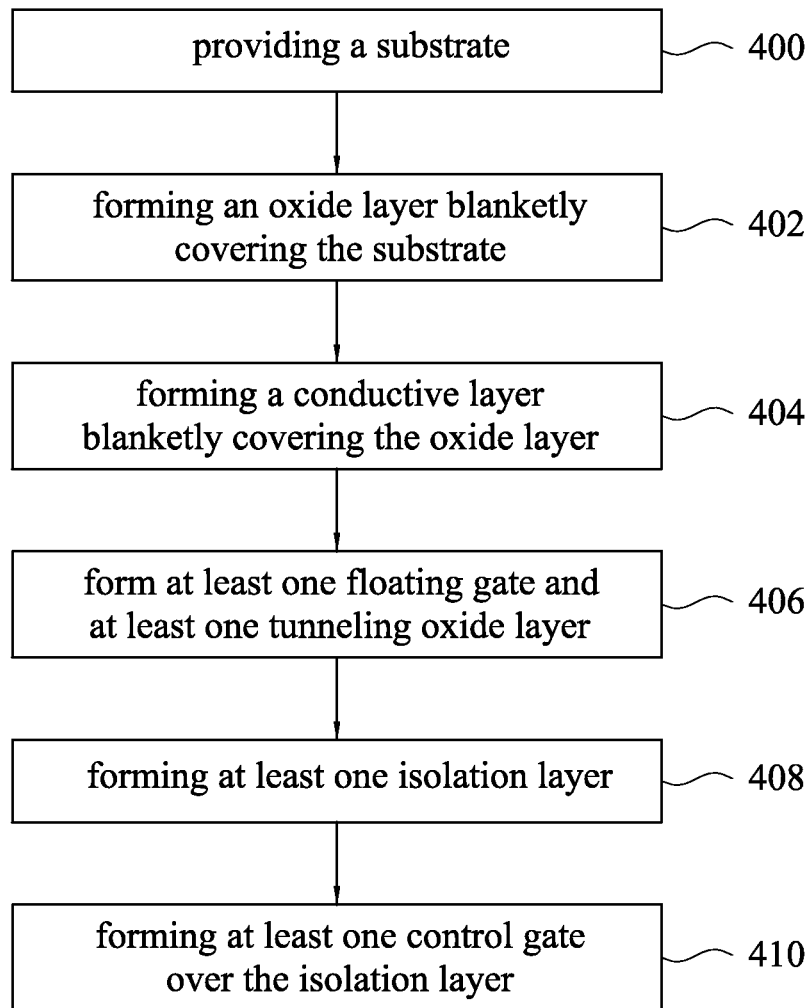 providing a substrate
400
forming an oxide layer blanketly
covering the substrate
402
forming a conductive layer
blanketly covering the oxide layer
404
form at least one floating gate and
at least one tunneling oxide layer
406
forming at least one isolation layer
408
forming at least one control gate
over the isolation layer
410